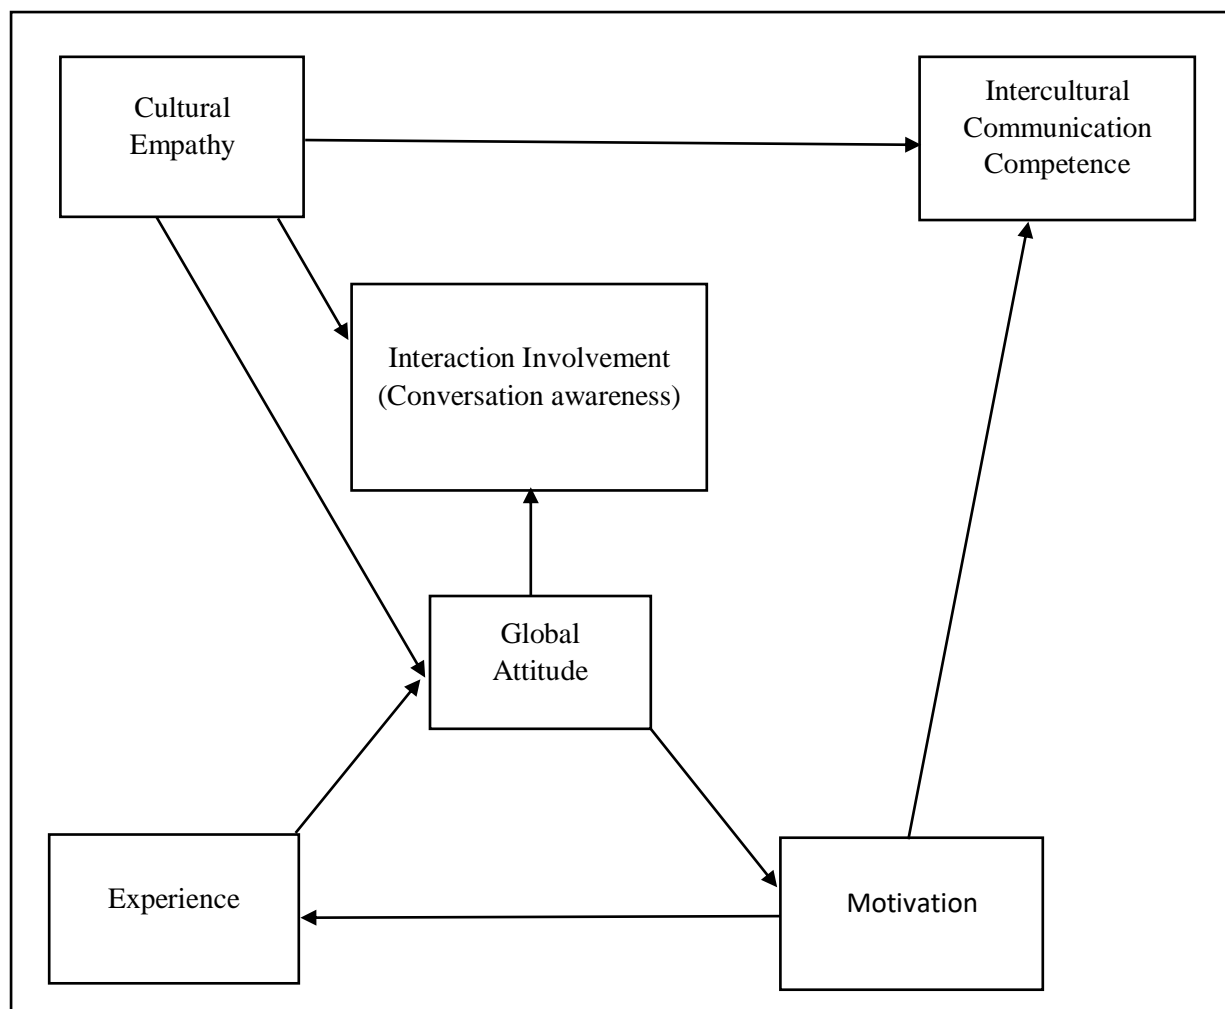 Cultural
Empathy
Intercultural
Communication
Competence
Interaction Involvement
(Conversation awareness)
Global
Attitude
Experience
Motivation